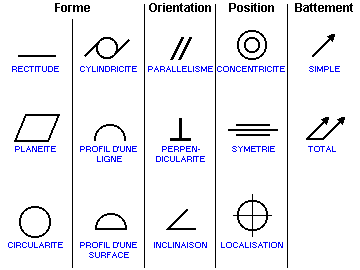 Forme Orientation Position Battement
RECTITUDE CYLINDRICITE PARALLELISME CONCENTRICITE SIMPLE
PLANEITE PROFIL D'UNE LIGNE PERPEN-DICULARITE SYMETRIE TOTAL
CIRCULARITE PROFIL D'UNE SURFACE INCLINAISON LOCALISATION